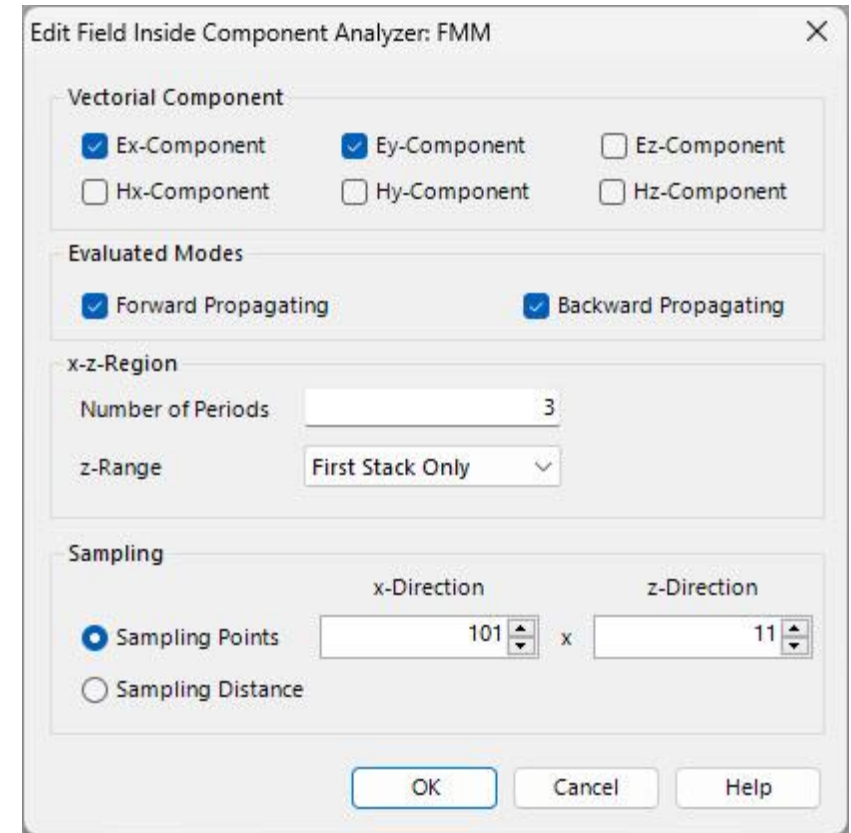 Edit Field Inside Component Analyzer: FMM
Vectorial Component
Ex-Component Ey-Component Ez-Component
Hx-Component Hy-Component Hz-Component
Evaluated Modes
Forward Propagating Backward Propagating
x-z-Region
Number of Periods 3
z-Range First Stack Only
Sampling
x-Direction z-Direction
Sampling Points 101 x 11
Sampling Distance
OK Cancel Help